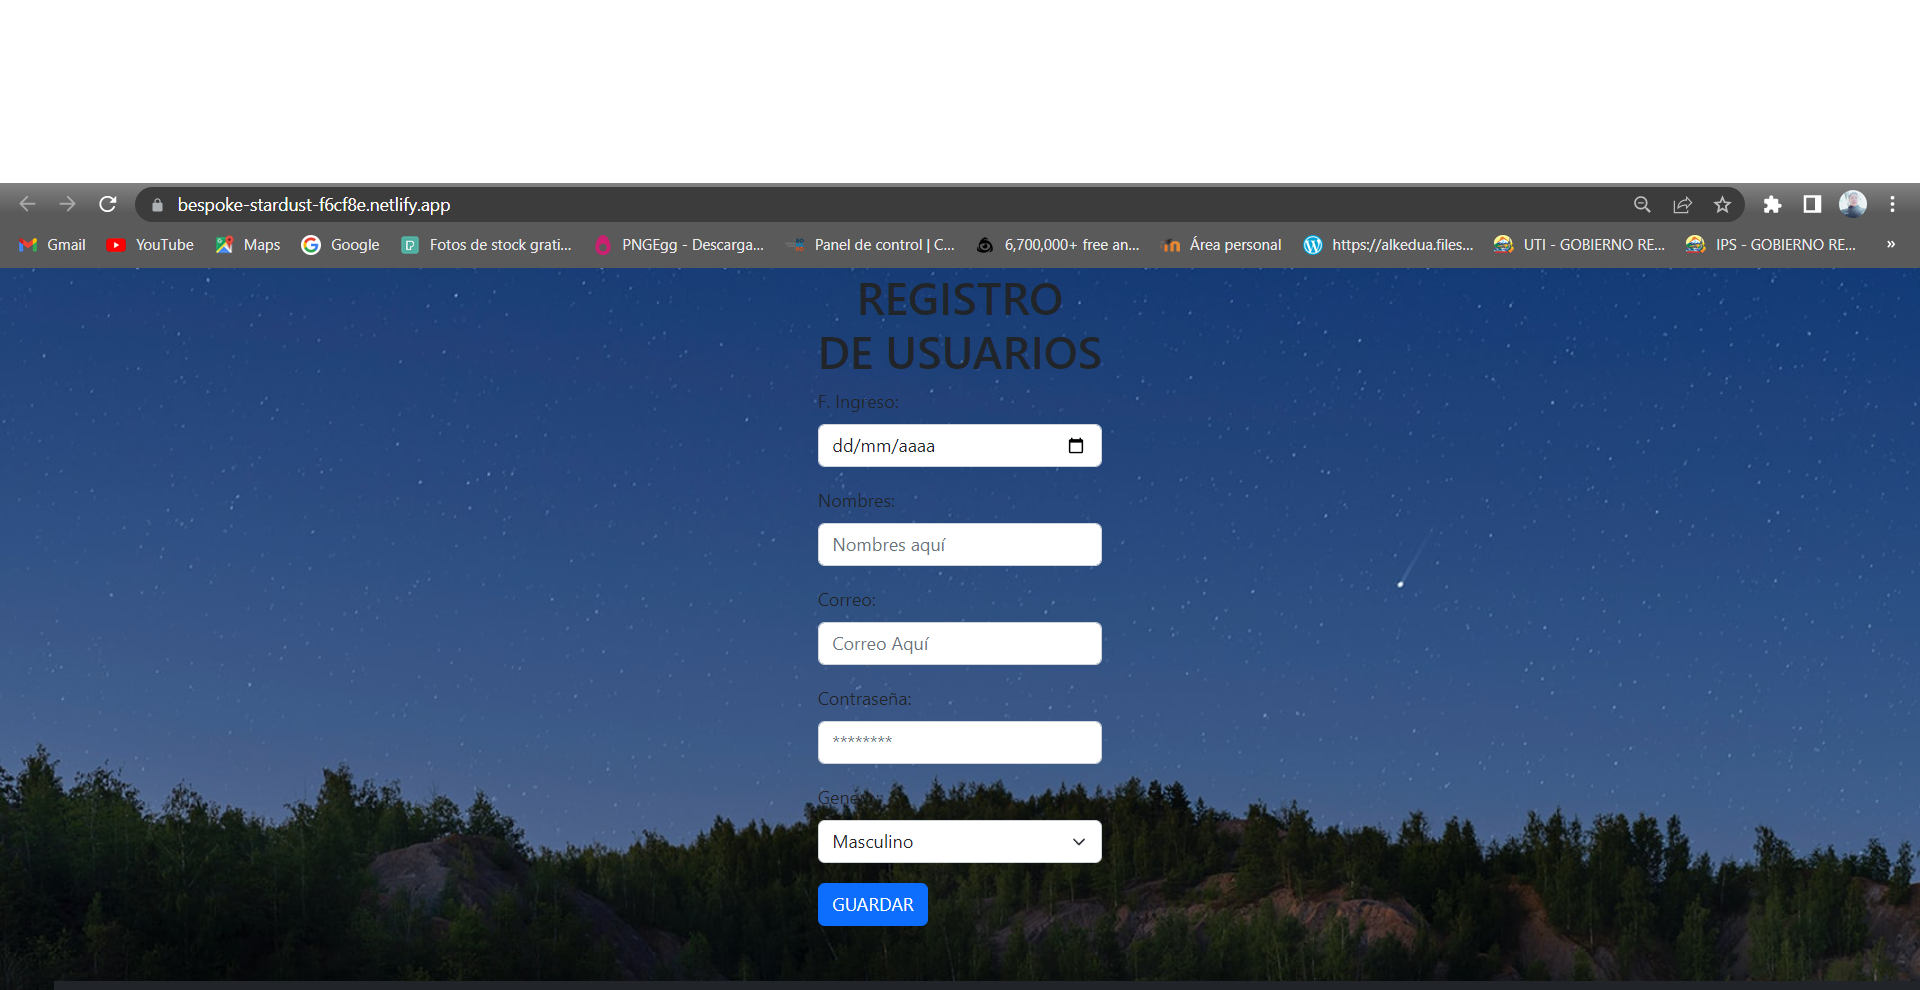 bespoke-stardust-f6cf8e.netlify.app
Gmail YouTube Maps Google Fotos de stock grati... PNGEgg - Descarga... Panel de control | C... 6,700,000+ free an... Área personal https://alkedua.files... UTI - GOBIERNO RE... IPS - GOBIERNO RE... »
REGISTRO
DE USUARIOS
F. Ingreso:
dd/mm/aaaa
Nombres:
Nombres aquí
Correo:
Correo Aquí
Contraseña:
********
Masculino
GUARDAR